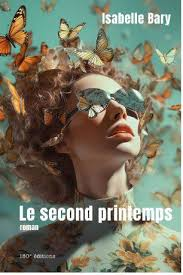 Isabelle Bary
Le second printemps
roman
180° éditions